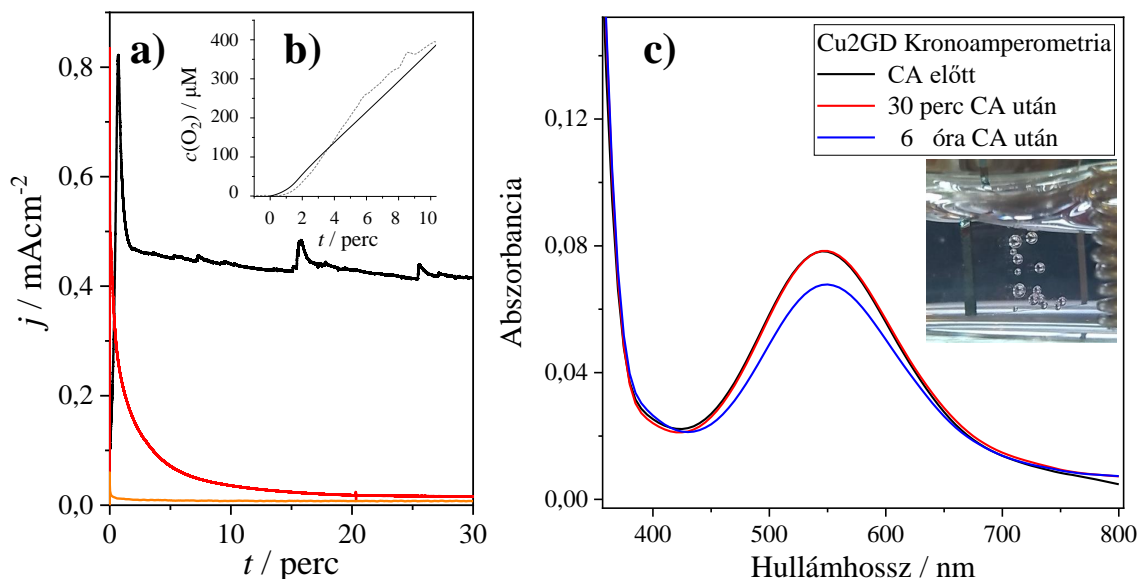 a)
j / mAcm⁻²
0,8
0,6
0,4
0,2
0,0
0 10 20 30
t / perc
b)
c(O₂) / μM
400
300
200
100
0
0 2 4 6 8 10
t / perc
c)
Abszorbancia
0,12
0,08
0,04
0,00
400 500 600 700 800
Hullámhossz / nm
Cu2GD Kronoamperometria
CA előtt
30 perc CA után
6 óra CA után